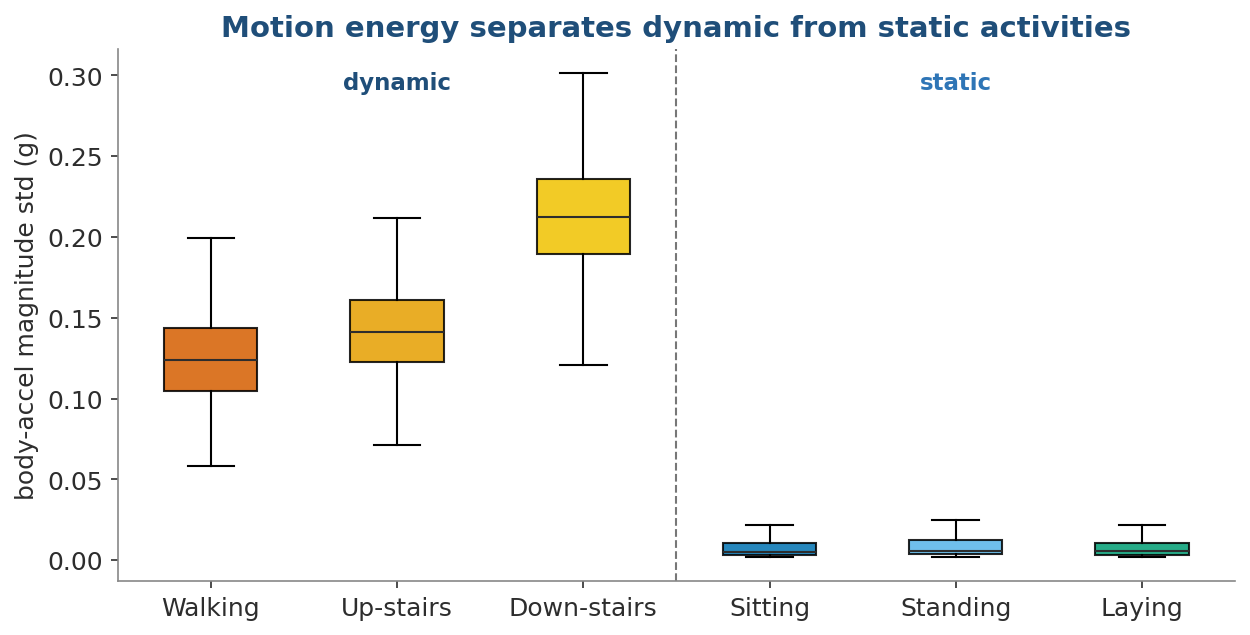 Motion energy separates dynamic from static activities
dynamic
static
body-accel magnitude std (g)
0.30
0.25
0.20
0.15
0.10
0.05
0.00
Walking
Up-stairs
Down-stairs
Sitting
Standing
Laying